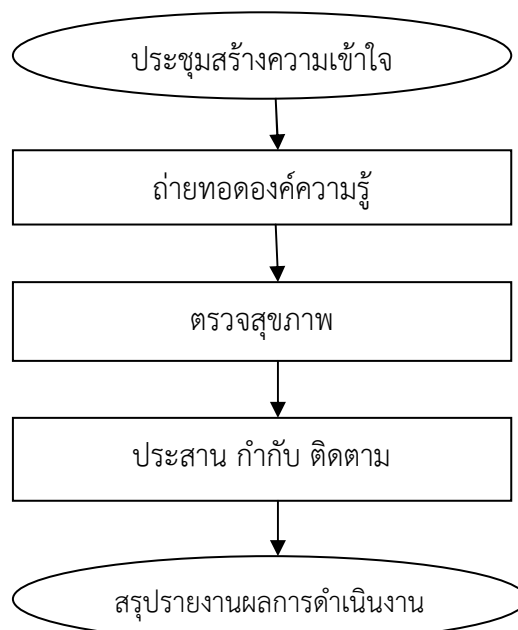 ประชุมสร้างความเข้าใจ
ถ่ายทอดองค์ความรู้
ตรวจสุขภาพ
ประสาน กำกับ ติดตาม
สรุปรายงานผลการดำเนินงาน